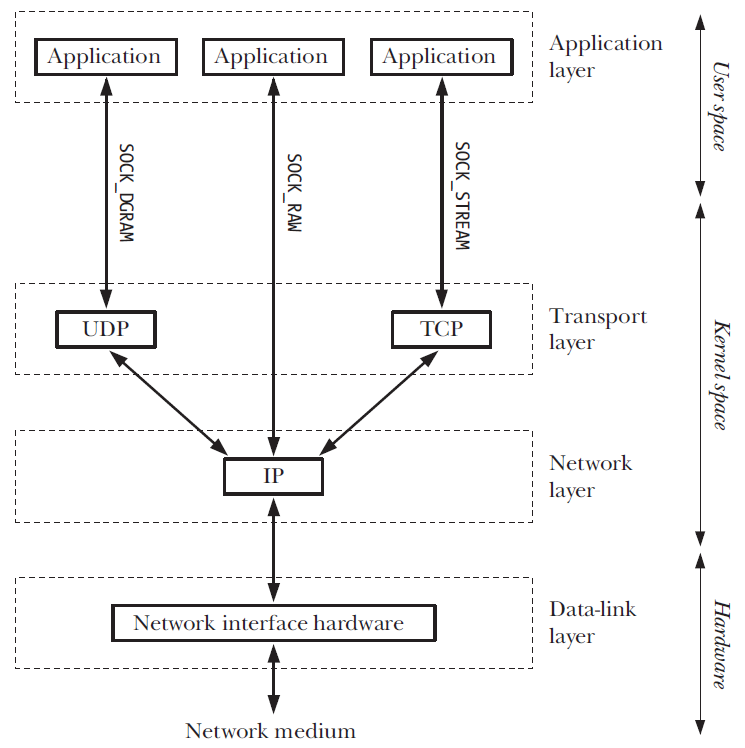 Application
Application
Application
Application
layer
User space
SOCK_DGRAM
SOCK_RAW
SOCK_STREAM
UDP
TCP
Transport
layer
Kernel space
IP
Network
layer
Network interface hardware
Data-link
layer
Hardware
Network medium